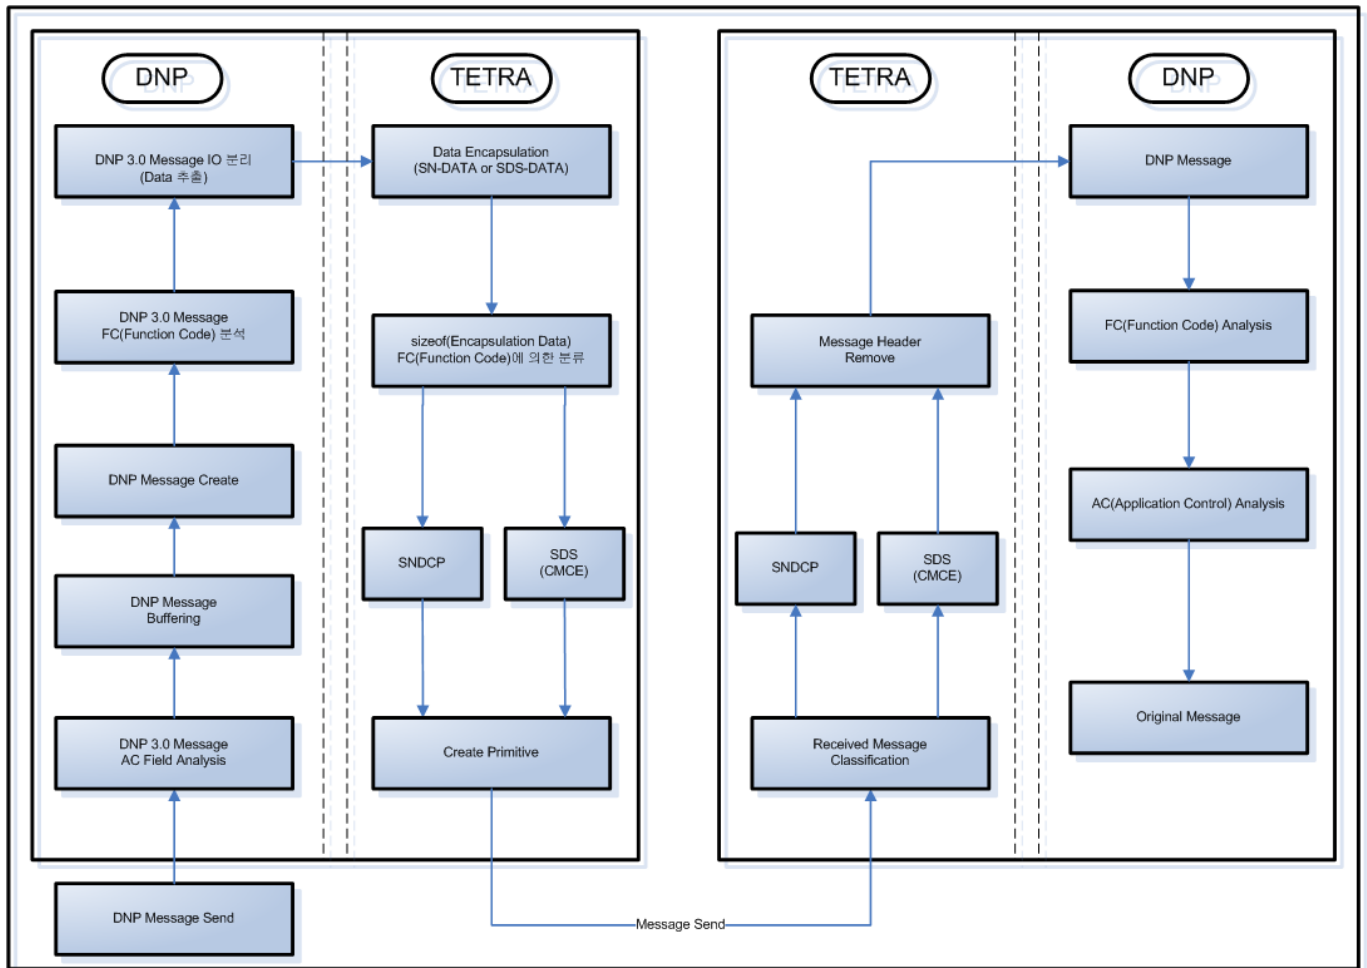 DNP
TETRA
TETRA
DNP
DNP 3.0 Message IO 분리
(Data 추출)
Data Encapsulation
(SN-DATA or SDS-DATA)
DNP Message
DNP 3.0 Message
FC(Function Code) 분석
sizeof(Encapsulation Data)
FC(Function Code)에 의한 분류
Message Header
Remove
FC(Function Code) Analysis
DNP Message Create
AC(Application Control) Analysis
SNDCP
SDS
(CMCE)
SNDCP
SDS
(CMCE)
DNP Message
Buffering
DNP 3.0 Message
AC Field Analysis
Create Primitive
Received Message
Classification
Original Message
DNP Message Send
Message Send